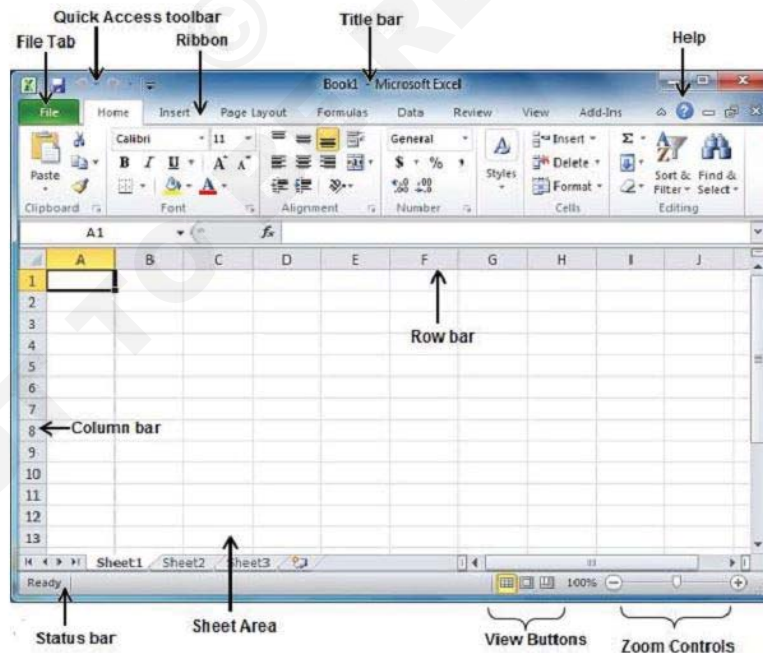 Quick Access toolbar
Title bar
File Tab
Ribbon
Help
Book1 - Microsoft Excel
File Home Insert Page Layout Formulas Data Review View Add-Ins
Calibri 11 General Insert Σ
Paste B I U A A $ % , Styles Delete Sort & Find &
A Format Filter Select
Clipboard Font Alignment Number Cells Editing
A1 fx
A B C D E F G H I J
1
2
3
Row bar
4
5
6
7
8 Column bar
9
10
11
12
13
Sheet1 Sheet2 Sheet3
Ready 100%
Status bar
Sheet Area
View Buttons
Zoom Controls